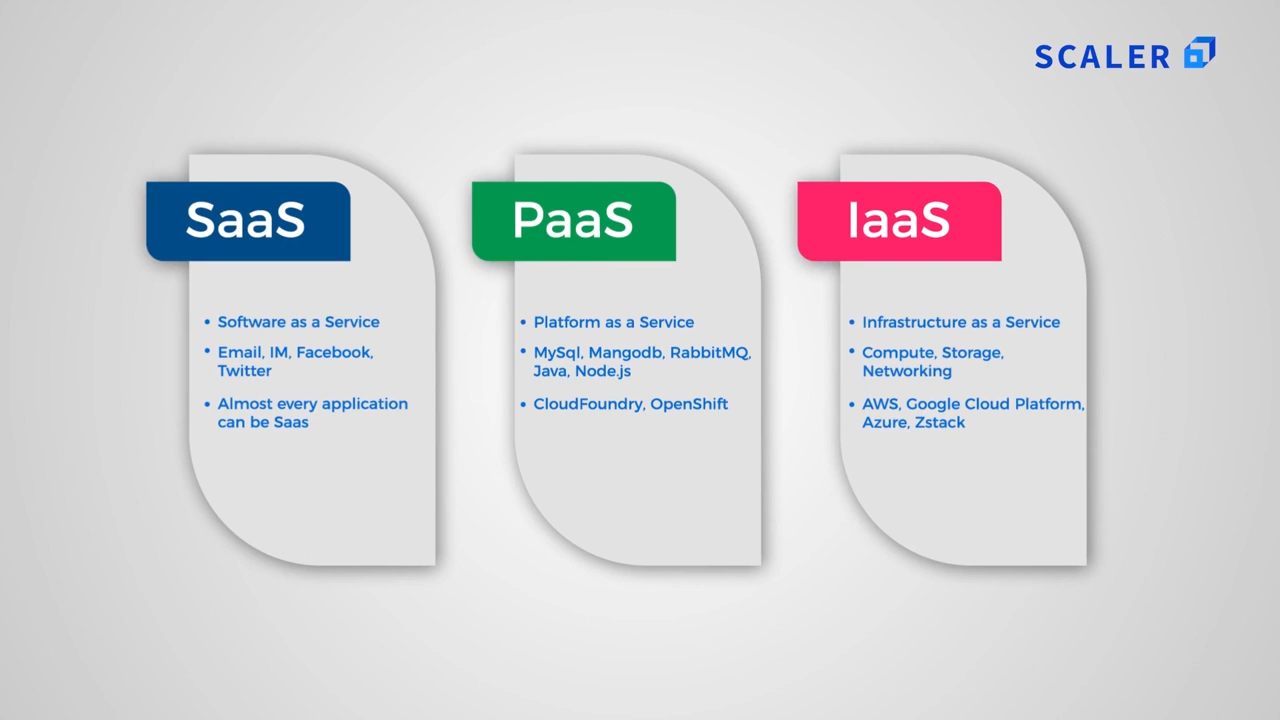 SCALER
SaaS
• Software as a Service
• Email, IM, Facebook,
Twitter
• Almost every application
can be Saas
PaaS
• Platform as a Service
• MySql, Mangodb, RabbitMQ,
Java, Node.js
• CloudFoundry, OpenShift
IaaS
• Infrastructure as a Service
• Compute, Storage,
Networking
• AWS, Google Cloud Platform,
Azure, Zstack